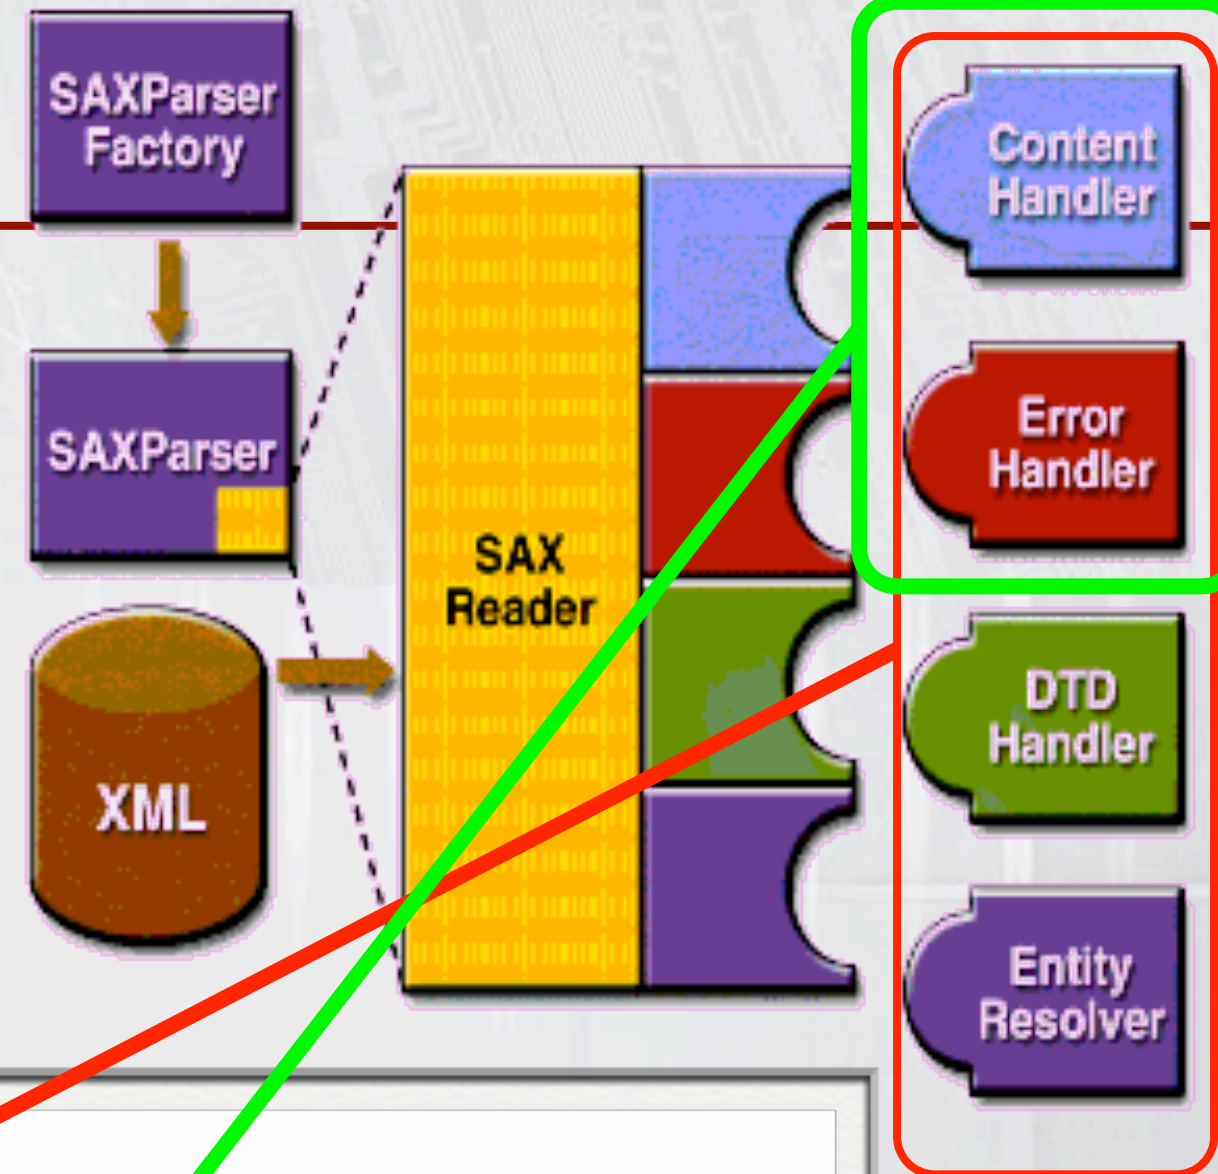 SAXParser
Factory
SAXParser
XML
SAX
Reader
Content
Handler
Error
Handler
DTD
Handler
Entity
Resolver